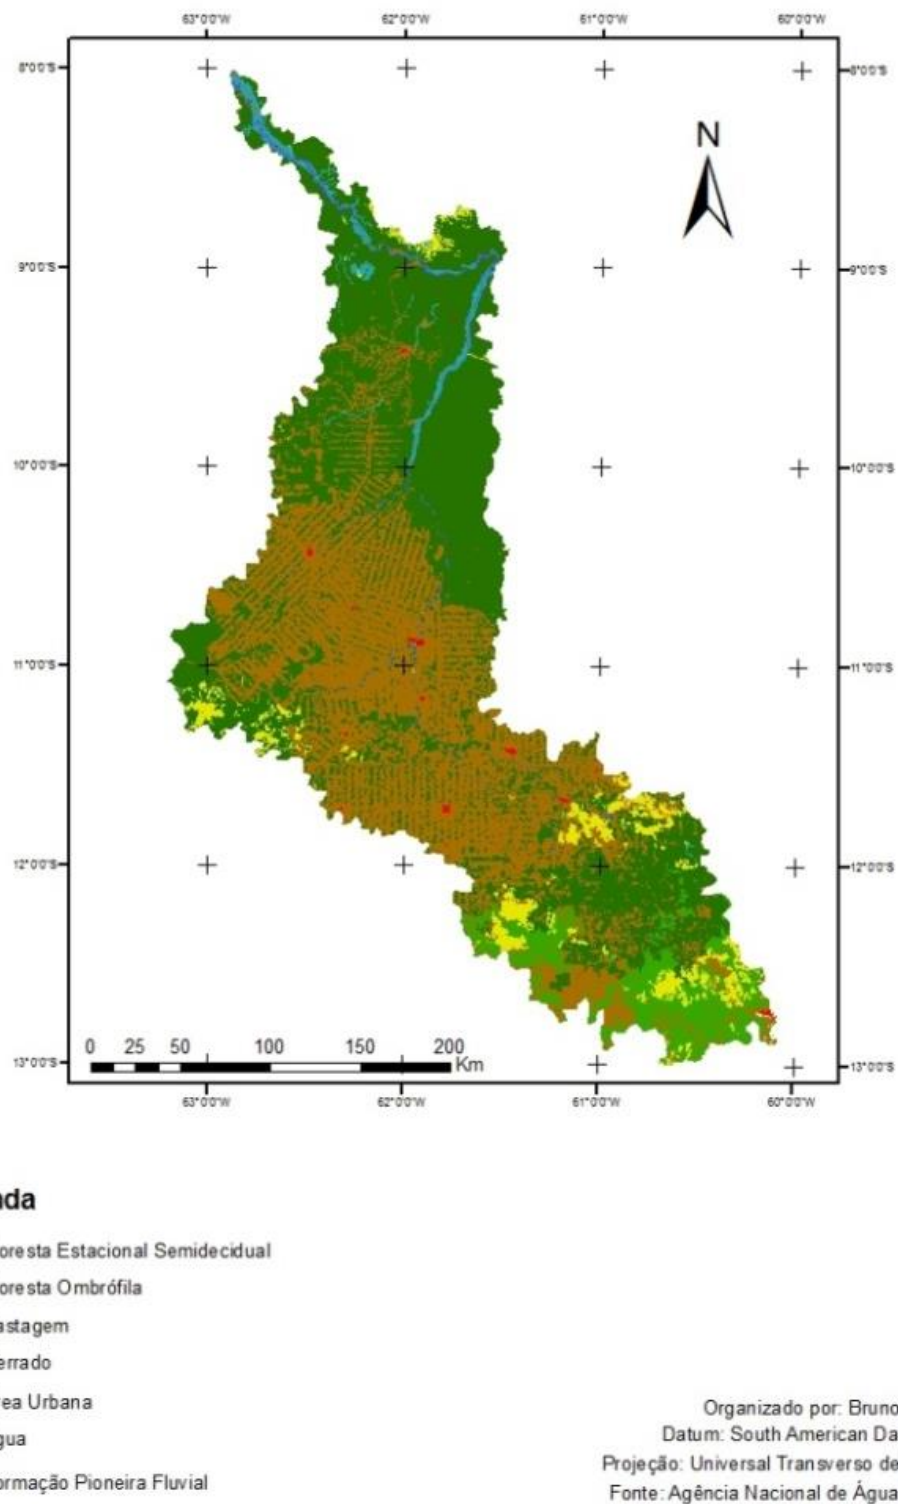 63°0'0"W 62°0'0"W 61°0'0"W 60°0'0"W
8°0'0"S 8°0'0"S
N
9°0'0"S 9°0'0"S
10°0'0"S 10°0'0"S
11°0'0"S 11°0'0"S
12°0'0"S 12°0'0"S
0 25 50 100 150 200
Km
13°0'0"S 13°0'0"S
63°0'0"W 62°0'0"W 61°0'0"W 60°0'0"W
nda
oresta Estacional Semidecidual
oresta Ombrófila
astagem
errado
rea Urbana
gua
ormação Pioneira Fluvial
Organizado por: Bruno
Datum: South American Da
Projeção: Universal Transverso de
Fonte: Agência Nacional de Água